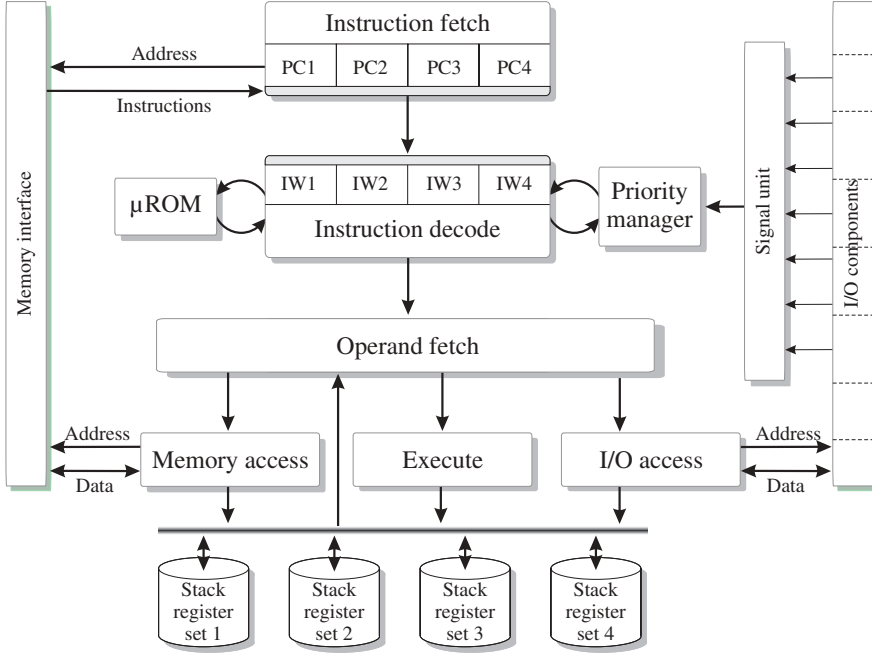 Instruction fetch
PC1 PC2 PC3 PC4
Address
Instructions
Memory interface
IW1 IW2 IW3 IW4
Instruction decode
µROM
Priority
manager
Signal unit
I/O components
Operand fetch
Address
Data
Memory access
Execute
I/O access
Address
Data
Stack
register
set 1
Stack
register
set 2
Stack
register
set 3
Stack
register
set 4